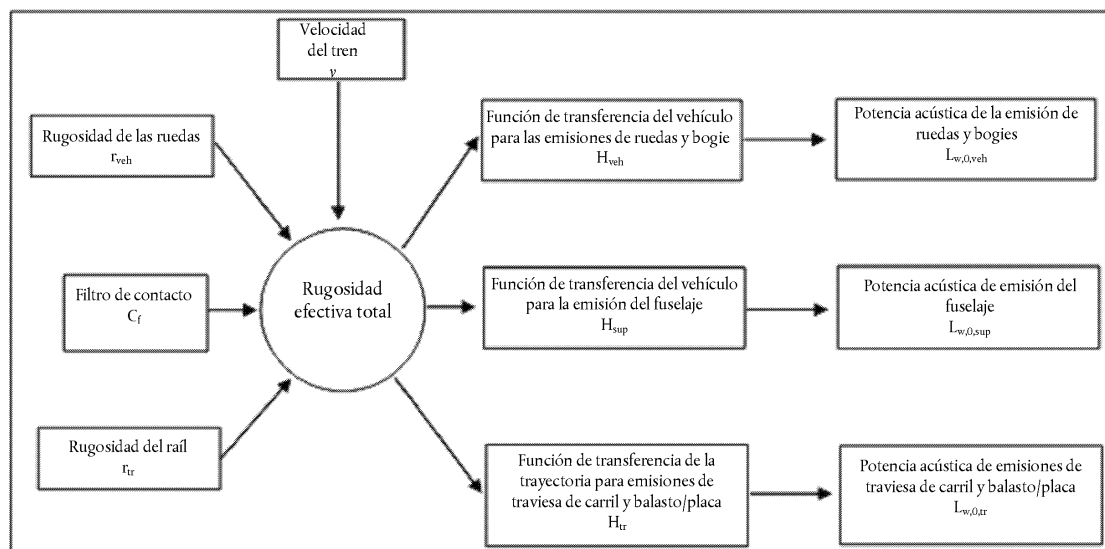 Velocidad
del tren
v
Rugosidad de las ruedas
r_veh
Filtro de contacto
C_f
Rugosidad del raíl
r_tr
Rugosidad
efectiva total
Función de transferencia del vehículo
para las emisiones de ruedas y bogie
H_veh
Potencia acústica de la emisión de
ruedas y bogies
L_w,0,veh
Función de transferencia del vehículo
para la emisión del fuselaje
H_sup
Potencia acústica de emisión del
fuselaje
L_w,0,sup
Función de transferencia de la
trayectoria para emisiones de
traviesa de carril y balasto/placa
H_tr
Potencia acústica de emisiones de
traviesa de carril y balasto/placa
L_w,0,tr